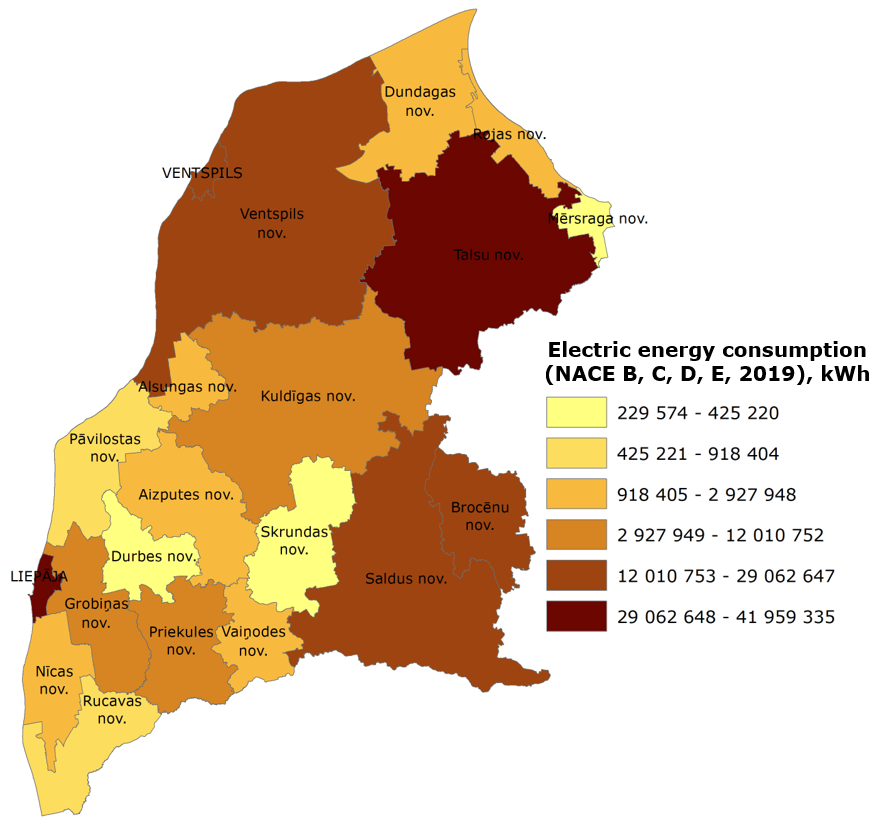 Dundagas
nov.
Rojas nov.
VENTSPILS
Ventspils
nov.
Mērsraga nov.
Talsu nov.
Electric energy consumption
(NACE B, C, D, E, 2019), kWh
229 574 - 425 220
425 221 - 918 404
918 405 - 2 927 948
2 927 949 - 12 010 752
12 010 753 - 29 062 647
29 062 648 - 41 959 335
Alsungas nov.
Kuldīgas nov.
Pāvilostas
nov.
Aizputes nov.
Brocēnu
nov.
Skrundas
nov.
Durbes nov.
LIEPĀJA
Saldus nov.
Grobiņas
nov.
Priekules
nov.
Vaiņodes
nov.
Nīcas
nov.
Rucavas
nov.